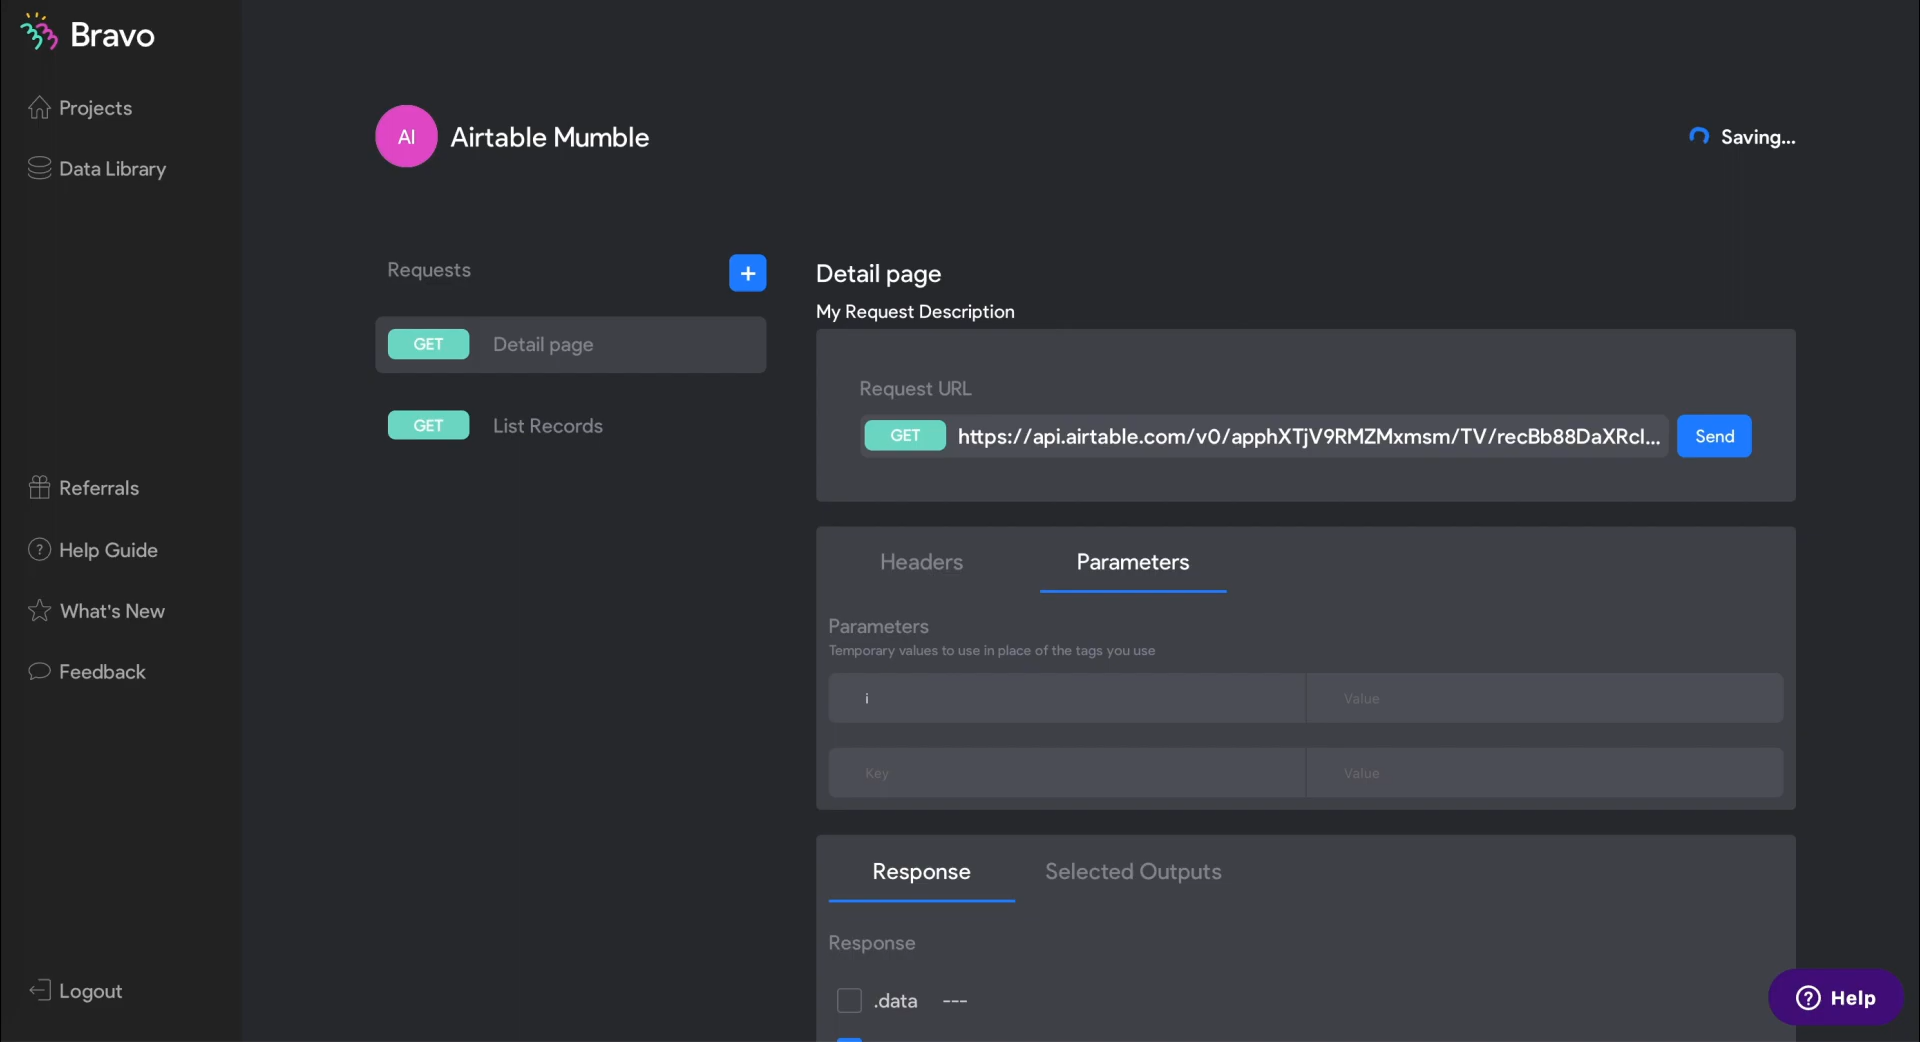 Bravo
Projects
Data Library
Referrals
Help Guide
What's New
Feedback
Logout
AI
Airtable Mumble
Saving...
Requests
+
GET Detail page
GET List Records
Detail page
My Request Description
Request URL
GET https://api.airtable.com/v0/apphXTjV9RMZMxmsm/TV/recBb88DaXRcI... Send
Headers Parameters
Parameters
Temporary values to use in place of the tags you use
i Value
Key Value
Response Selected Outputs
Response
.data ---
? Help